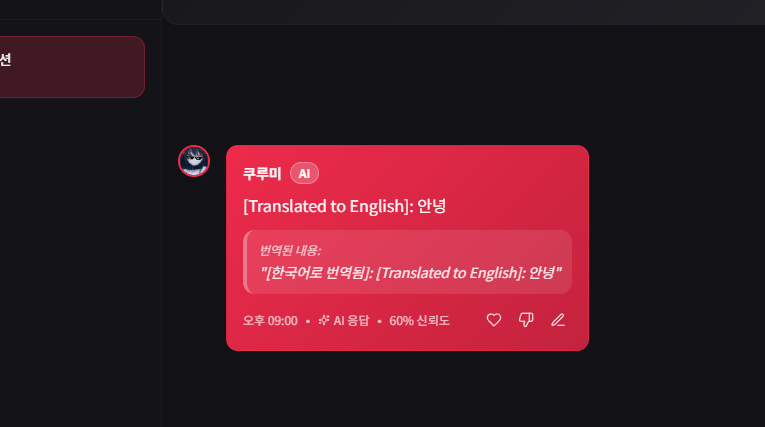 션
쿠루미 AI
[Translated to English]: 안녕
번역된 내용:
"[한국어로 번역됨]: [Translated to English]: 안녕"
오후 09:00 • AI 응답 • 60% 신뢰도